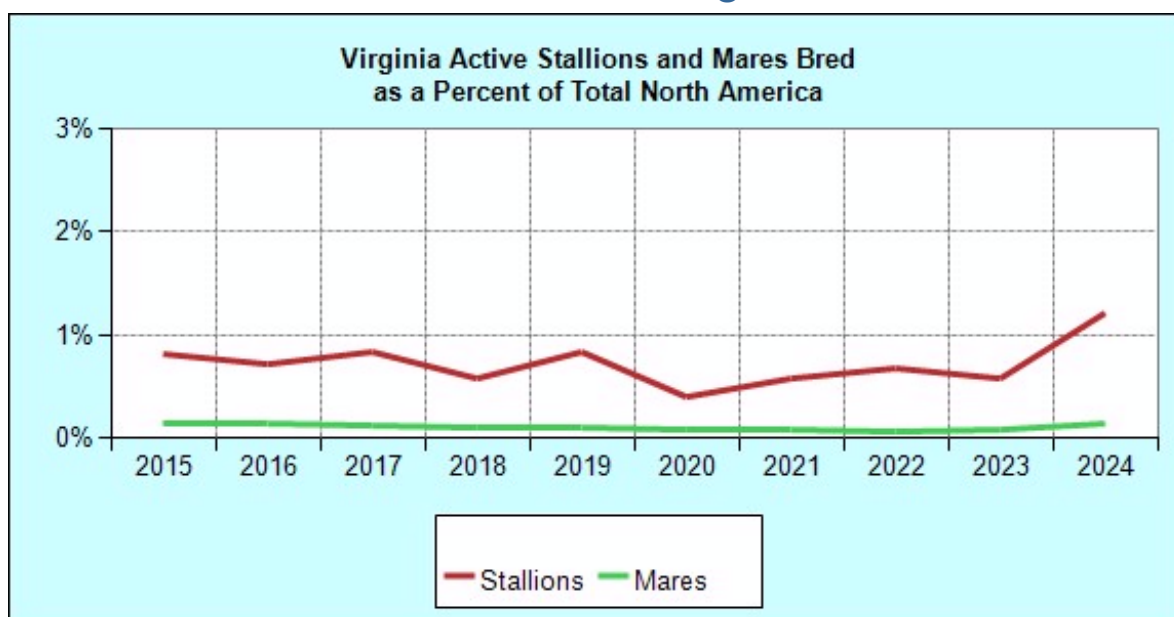 Virginia Active Stallions and Mares Bred
as a Percent of Total North America
3%
2%
1%
0%
2015 2016 2017 2018 2019 2020 2021 2022 2023 2024
Stallions Mares